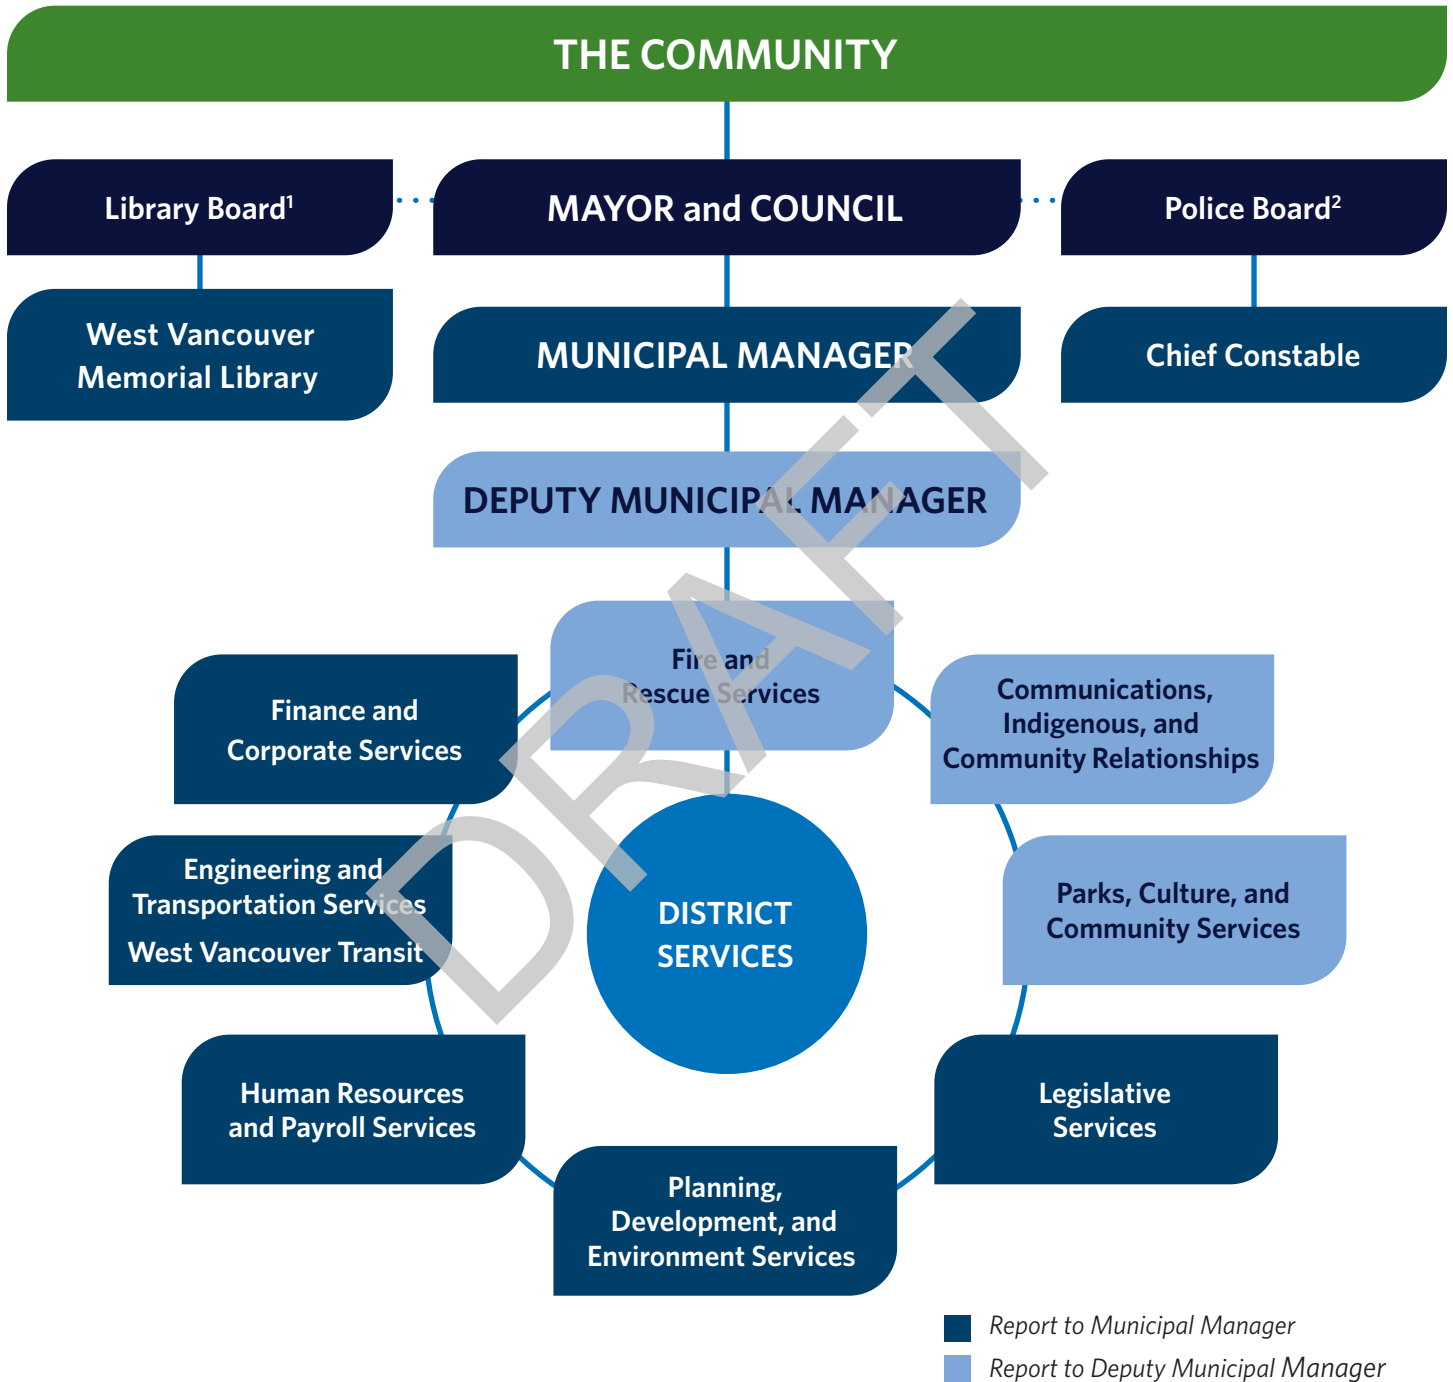 THE COMMUNITY
Library Board¹
MAYOR and COUNCIL
Police Board²
West Vancouver
Memorial Library
MUNICIPAL MANAGER
Chief Constable
DEPUTY MUNICIPAL MANAGER
Fire and
Rescue Services
Finance and
Corporate Services
Communications,
Indigenous, and
Community Relationships
Engineering and
Transportation Services
West Vancouver Transit
DISTRICT
SERVICES
Parks, Culture, and
Community Services
Human Resources
and Payroll Services
Legislative
Services
Planning,
Development, and
Environment Services
Report to Municipal Manager
Report to Deputy Municipal Manager
DRAFT